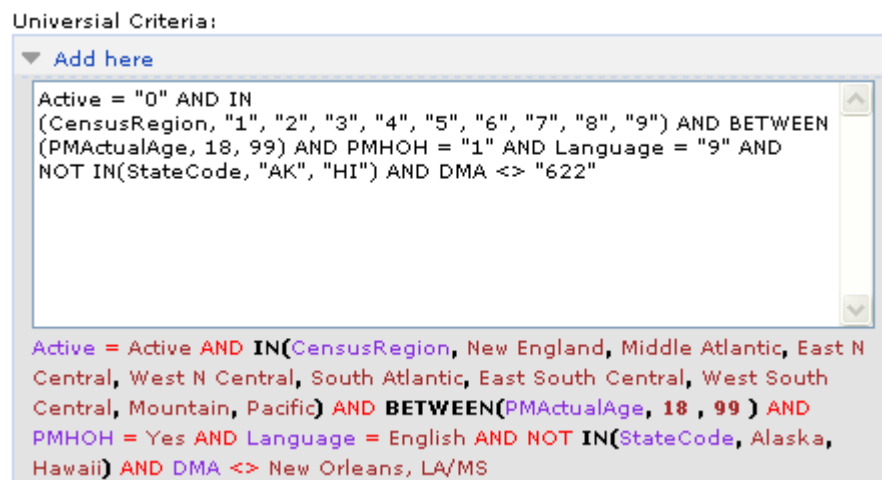 Universial Criteria:
Add here
Active = "0" AND IN
(CensusRegion, "1", "2", "3", "4", "5", "6", "7", "8", "9") AND BETWEEN
(PMActualAge, 18, 99) AND PMHOH = "1" AND Language = "9" AND
NOT IN(StateCode, "AK", "HI") AND DMA <> "622"
Active = Active AND IN(CensusRegion, New England, Middle Atlantic, East N
Central, West N Central, South Atlantic, East South Central, West South
Central, Mountain, Pacific) AND BETWEEN(PMActualAge, 18 , 99 ) AND
PMHOH = Yes AND Language = English AND NOT IN(StateCode, Alaska,
Hawaii) AND DMA <> New Orleans, LA/MS